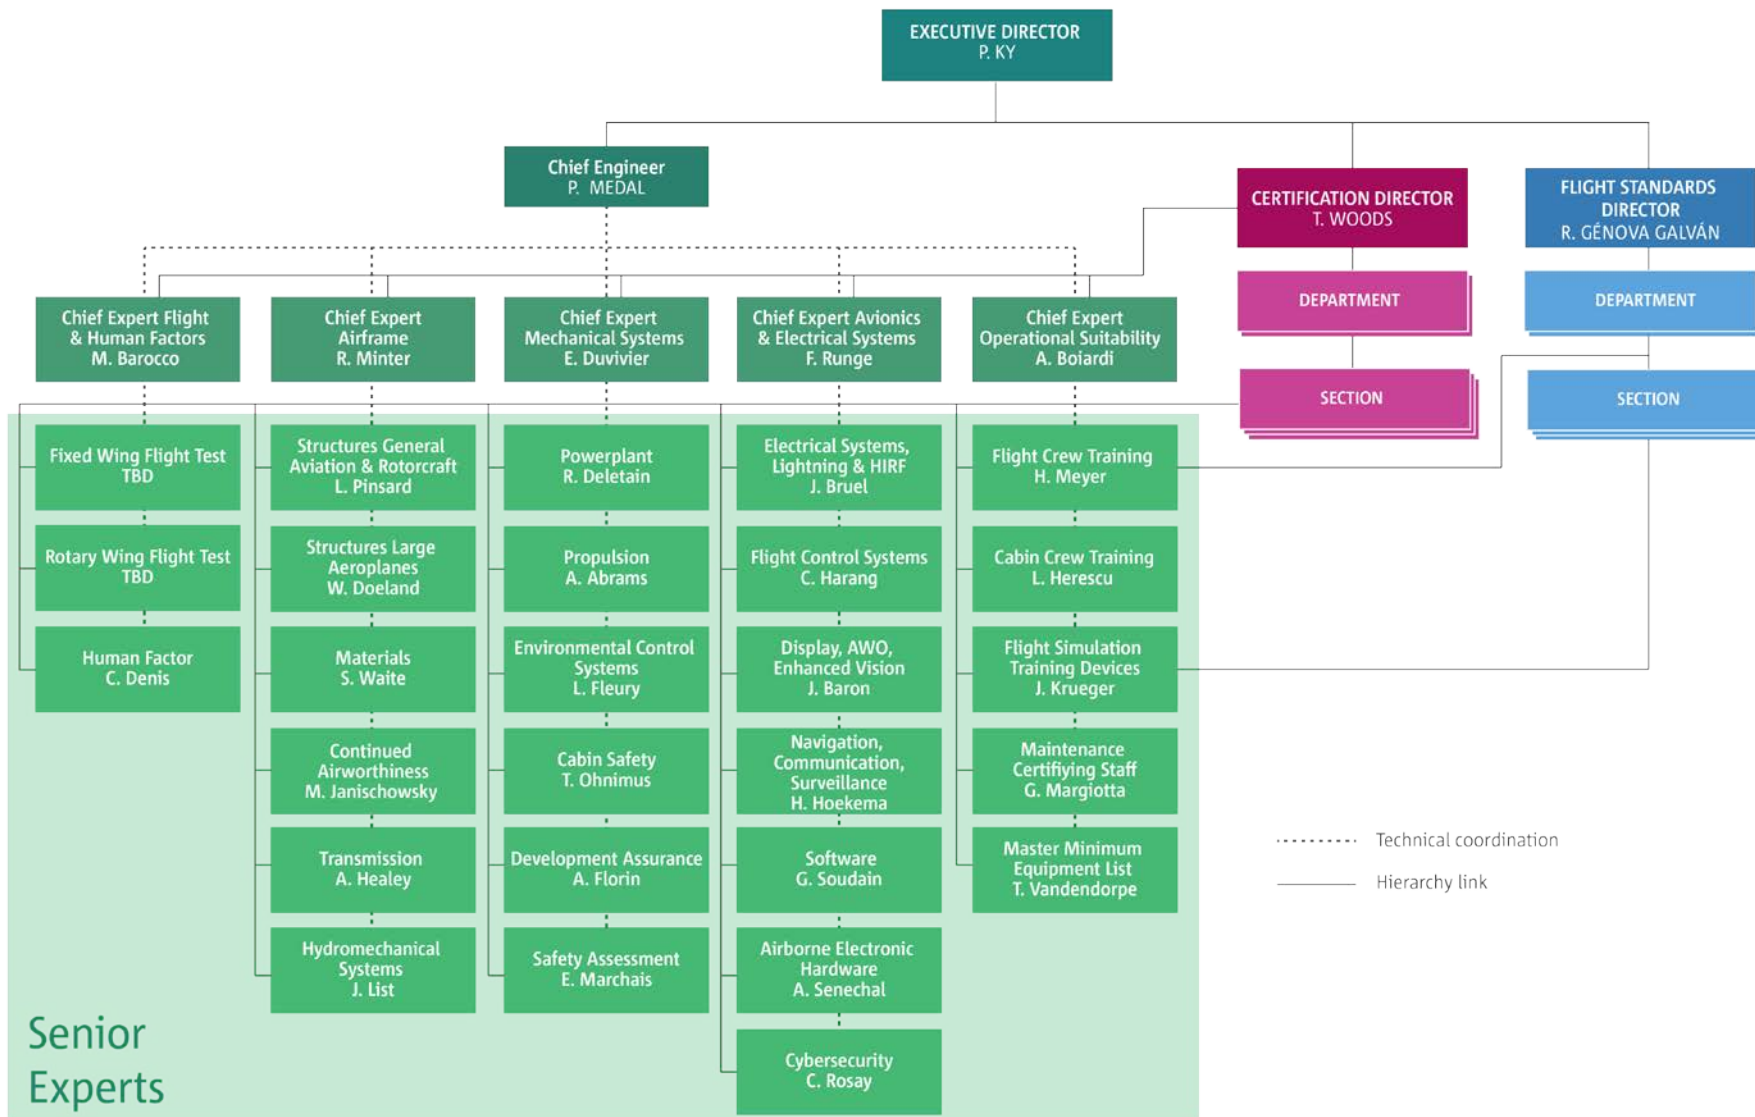 EXECUTIVE DIRECTOR
P. KY
Chief Engineer
P. MEDAL
CERTIFICATION DIRECTOR
T. WOODS
FLIGHT STANDARDS
DIRECTOR
R. GÉNOVA GALVÁN
DEPARTMENT
DEPARTMENT
SECTION
SECTION
Chief Expert Flight
& Human Factors
M. Barocco
Chief Expert
Airframe
R. Minter
Chief Expert
Mechanical Systems
E. Duvivier
Chief Expert Avionics
& Electrical Systems
F. Runge
Chief Expert
Operational Suitability
A. Boiardi
Fixed Wing Flight Test
TBD
Rotary Wing Flight Test
TBD
Human Factor
C. Denis
Structures General
Aviation & Rotorcraft
L. Pinsard
Structures Large
Aeroplanes
W. Doeland
Materials
S. Waite
Continued
Airworthiness
M. Janischowsky
Transmission
A. Healey
Hydromechanical
Systems
J. List
Powerplant
R. Deletain
Propulsion
A. Abrams
Environmental Control
Systems
L. Fleury
Cabin Safety
T. Ohnimus
Development Assurance
A. Florin
Safety Assessment
E. Marchais
Electrical Systems,
Lightning & HIRF
J. Bruel
Flight Control Systems
C. Harang
Display, AWO,
Enhanced Vision
J. Baron
Navigation,
Communication,
Surveillance
H. Hoekema
Software
G. Soudain
Airborne Electronic
Hardware
A. Senechal
Cybersecurity
C. Rosay
Flight Crew Training
H. Meyer
Cabin Crew Training
L. Herescu
Flight Simulation
Training Devices
J. Krueger
Maintenance
Certifiying Staff
G. Margiotta
Master Minimum
Equipment List
T. Vandendorpe
Technical coordination
Hierarchy link
Senior
Experts